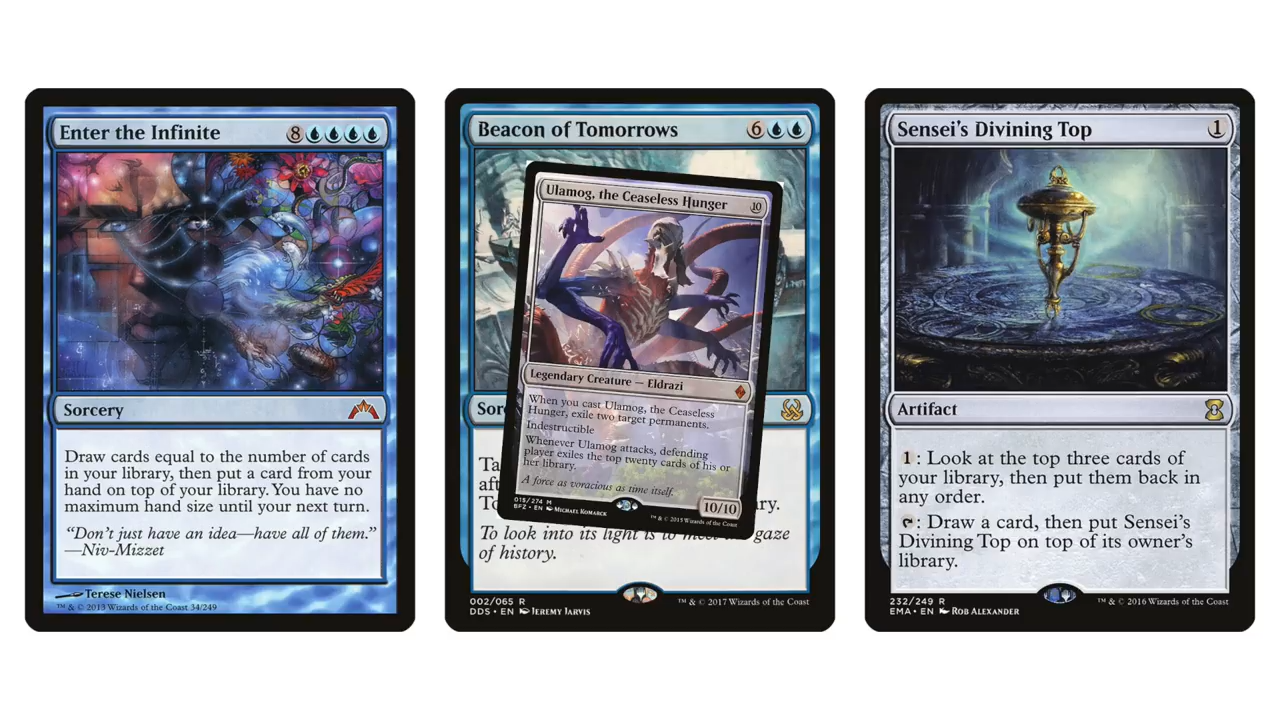 Enter the Infinite
8
Sorcery
Draw cards equal to the number of cards
in your library, then put a card from your
hand on top of your library. You have no
maximum hand size until your next turn.
“Don’t just have an idea—have all of them.”
—Niv-Mizzet
Terese Nielsen
™ & © 2013 Wizards of the Coast 34/249
Beacon of Tomorrows
6
Sor
Ta
aft
To
ry.
To look into its light is to mee gaze
of history.
002/065 R
DDS • EN Jeremy Jarvis
™ & © 2017 Wizards of the Coast
Ulamog, the Ceaseless Hunger
10
Legendary Creature — Eldrazi
When you cast Ulamog, the Ceaseless
Hunger, exile two target permanents.
Indestructible
Whenever Ulamog attacks, defending
player exiles the top twenty cards of his or
her library.
A force as voracious as time itself.
10/10
015/274 M
BFZ • EN Michael Komarck
™ & © 2015 Wizards of the Coast
Sensei’s Divining Top
1
Artifact
1: Look at the top three cards of
your library, then put them back in
any order.
: Draw a card, then put Sensei’s
Divining Top on top of its owner’s
library.
232/249 R
EMA • EN Rob Alexander
™ & © 2016 Wizards of the Coast